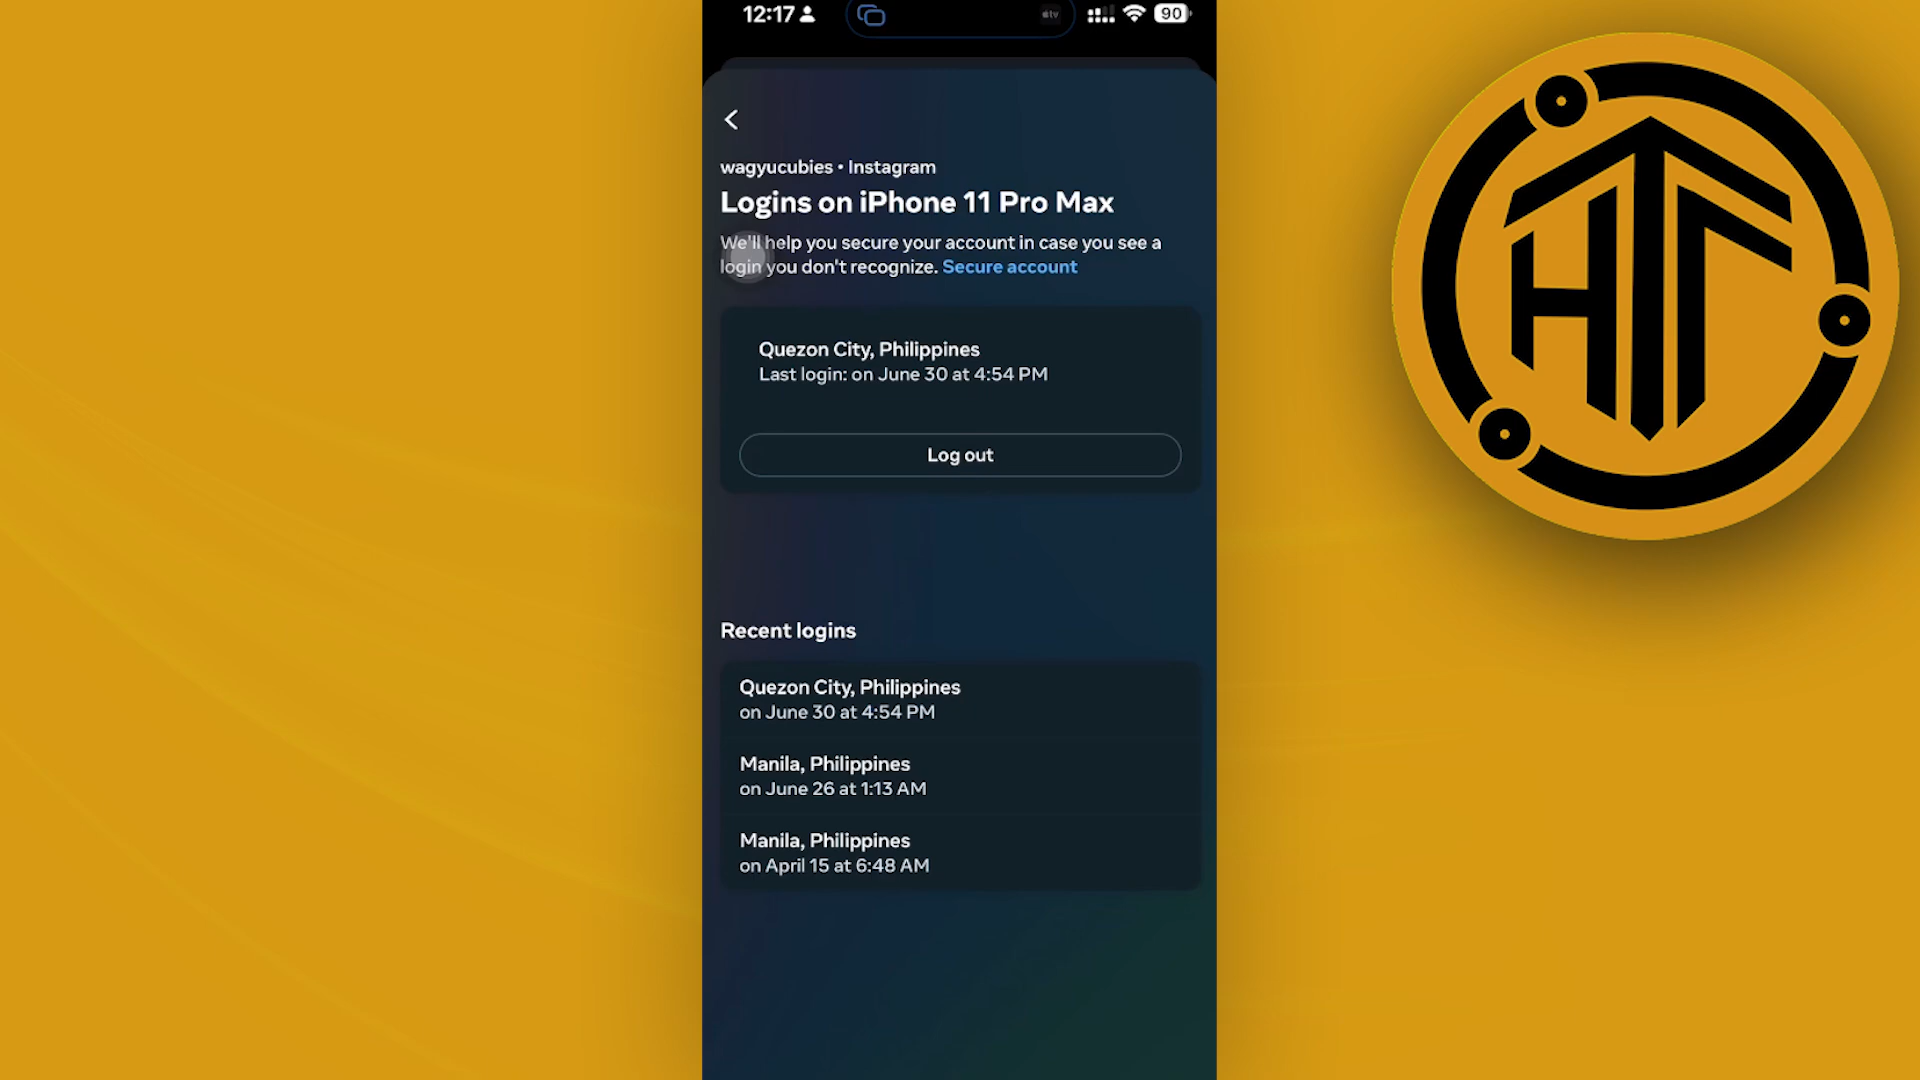 12:17
tv
90
wagyucubies • Instagram
Logins on iPhone 11 Pro Max
We'll help you secure your account in case you see a
login you don't recognize. Secure account
Quezon City, Philippines
Last login: on June 30 at 4:54 PM
Log out
Recent logins
Quezon City, Philippines
on June 30 at 4:54 PM
Manila, Philippines
on June 26 at 1:13 AM
Manila, Philippines
on April 15 at 6:48 AM
HT